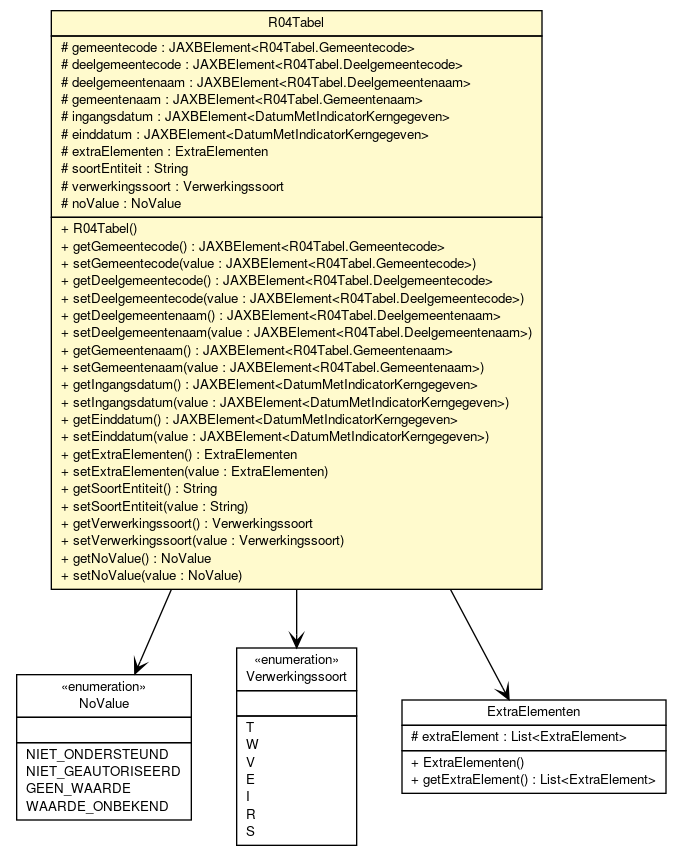 R04Tabel
# gemeentecode : JAXBElement<R04Tabel.Gemeentecode>
# deelgemeentecode : JAXBElement<R04Tabel.Deelgemeentecode>
# deelgemeentenaam : JAXBElement<R04Tabel.Deelgemeentenaam>
# gemeentenaam : JAXBElement<R04Tabel.Gemeentenaam>
# ingangsdatum : JAXBElement<DatumMetIndicatorKerngegeven>
# einddatum : JAXBElement<DatumMetIndicatorKerngegeven>
# extraElementen : ExtraElementen
# soortEntiteit : String
# verwerkingssoort : Verwerkingssoort
# noValue : NoValue
+ R04Tabel()
+ getGemeentecode() : JAXBElement<R04Tabel.Gemeentecode>
+ setGemeentecode(value : JAXBElement<R04Tabel.Gemeentecode>)
+ getDeelgemeentecode() : JAXBElement<R04Tabel.Deelgemeentecode>
+ setDeelgemeentecode(value : JAXBElement<R04Tabel.Deelgemeentecode>)
+ getDeelgemeentenaam() : JAXBElement<R04Tabel.Deelgemeentenaam>
+ setDeelgemeentenaam(value : JAXBElement<R04Tabel.Deelgemeentenaam>)
+ getGemeentenaam() : JAXBElement<R04Tabel.Gemeentenaam>
+ setGemeentenaam(value : JAXBElement<R04Tabel.Gemeentenaam>)
+ getIngangsdatum() : JAXBElement<DatumMetIndicatorKerngegeven>
+ setIngangsdatum(value : JAXBElement<DatumMetIndicatorKerngegeven>)
+ getEinddatum() : JAXBElement<DatumMetIndicatorKerngegeven>
+ setEinddatum(value : JAXBElement<DatumMetIndicatorKerngegeven>)
+ getExtraElementen() : ExtraElementen
+ setExtraElementen(value : ExtraElementen)
+ getSoortEntiteit() : String
+ setSoortEntiteit(value : String)
+ getVerwerkingssoort() : Verwerkingssoort
+ setVerwerkingssoort(value : Verwerkingssoort)
+ getNoValue() : NoValue
+ setNoValue(value : NoValue)
«enumeration»
NoValue
NIET_ONDERSTEUND
NIET_GEAUTORISEERD
GEEN_WAARDE
WAARDE_ONBEKEND
«enumeration»
Verwerkingssoort
T
W
V
E
I
R
S
ExtraElementen
# extraElement : List<ExtraElement>
+ ExtraElementen()
+ getExtraElement() : List<ExtraElement>